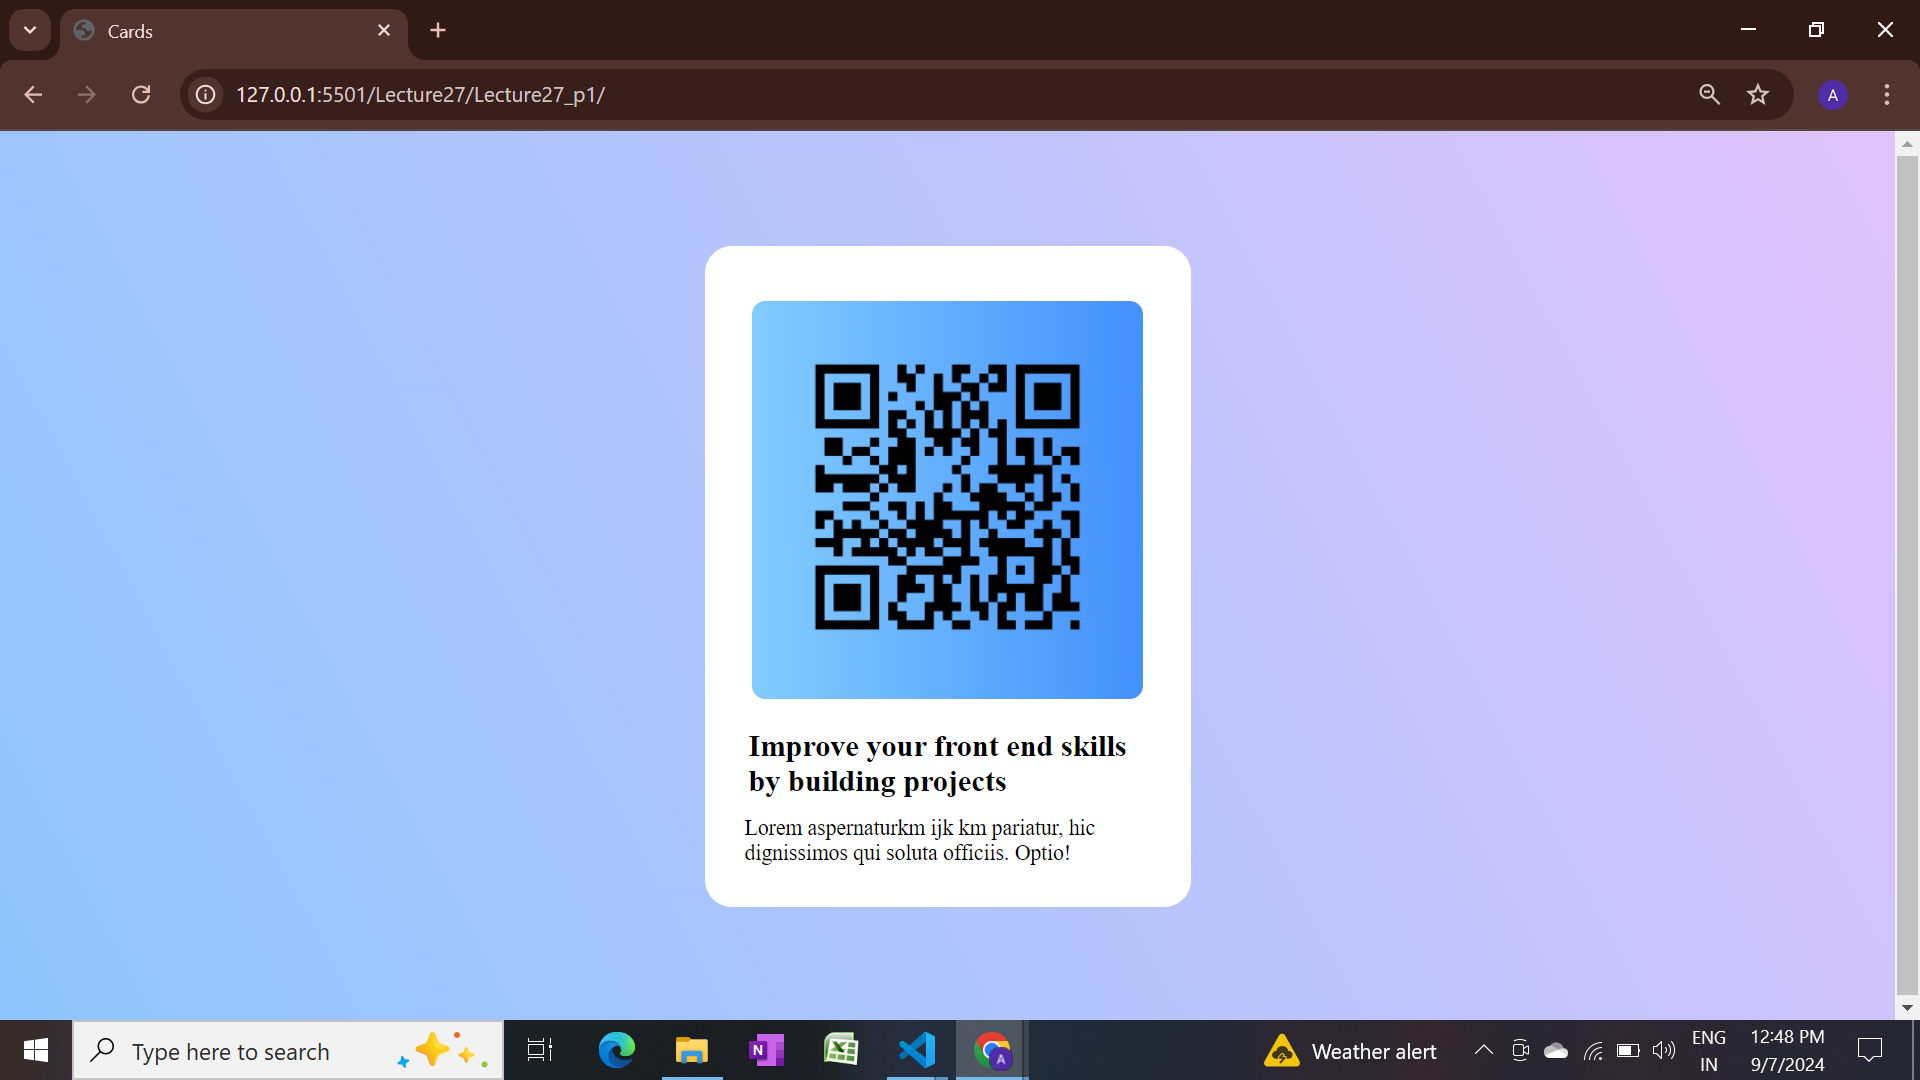 Cards
127.0.0.1:5501/Lecture27/Lecture27_p1/
A
Improve your front end skills
by building projects
Lorem aspernaturkm ijk km pariatur, hic
dignissimos qui soluta officiis. Optio!
Type here to search
N
A
Weather alert
ENG
IN
12:48 PM
9/7/2024